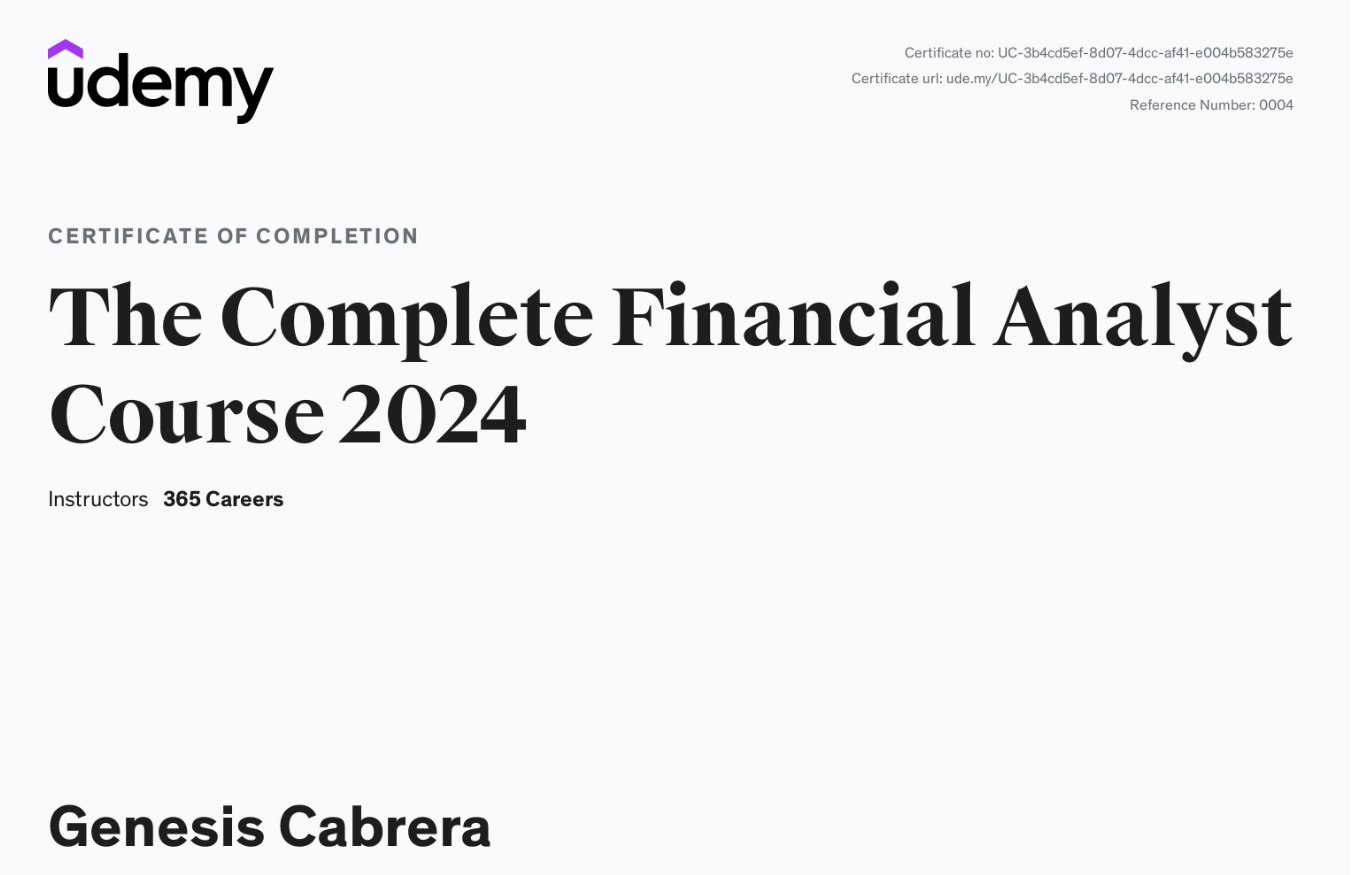 udemy
Certificate no: UC-3b4cd5ef-8d07-4dcc-af41-e004b583275e
Certificate url: ude.my/UC-3b4cd5ef-8d07-4dcc-af41-e004b583275e
Reference Number: 0004
CERTIFICATE OF COMPLETION
The Complete Financial Analyst
Course 2024
Instructors 365 Careers
Genesis Cabrera